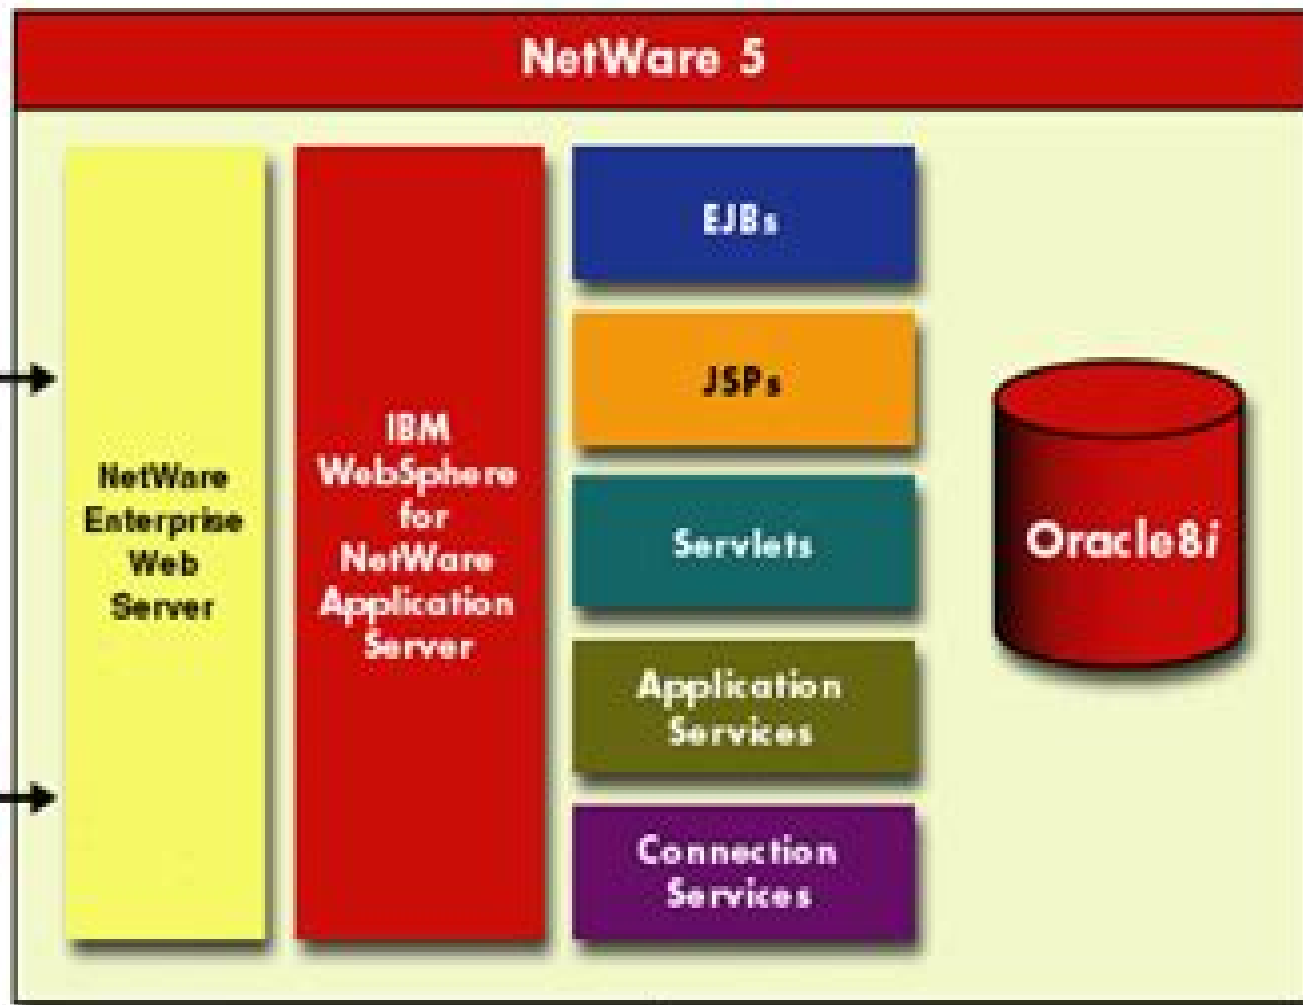 NetWare 5
NetWare
Enterprise
Web
Server
IBM
WebSphere
for
NetWare
Application
Server
EJBs
JSPs
Servlets
Application
Services
Connection
Services
Oracle8i